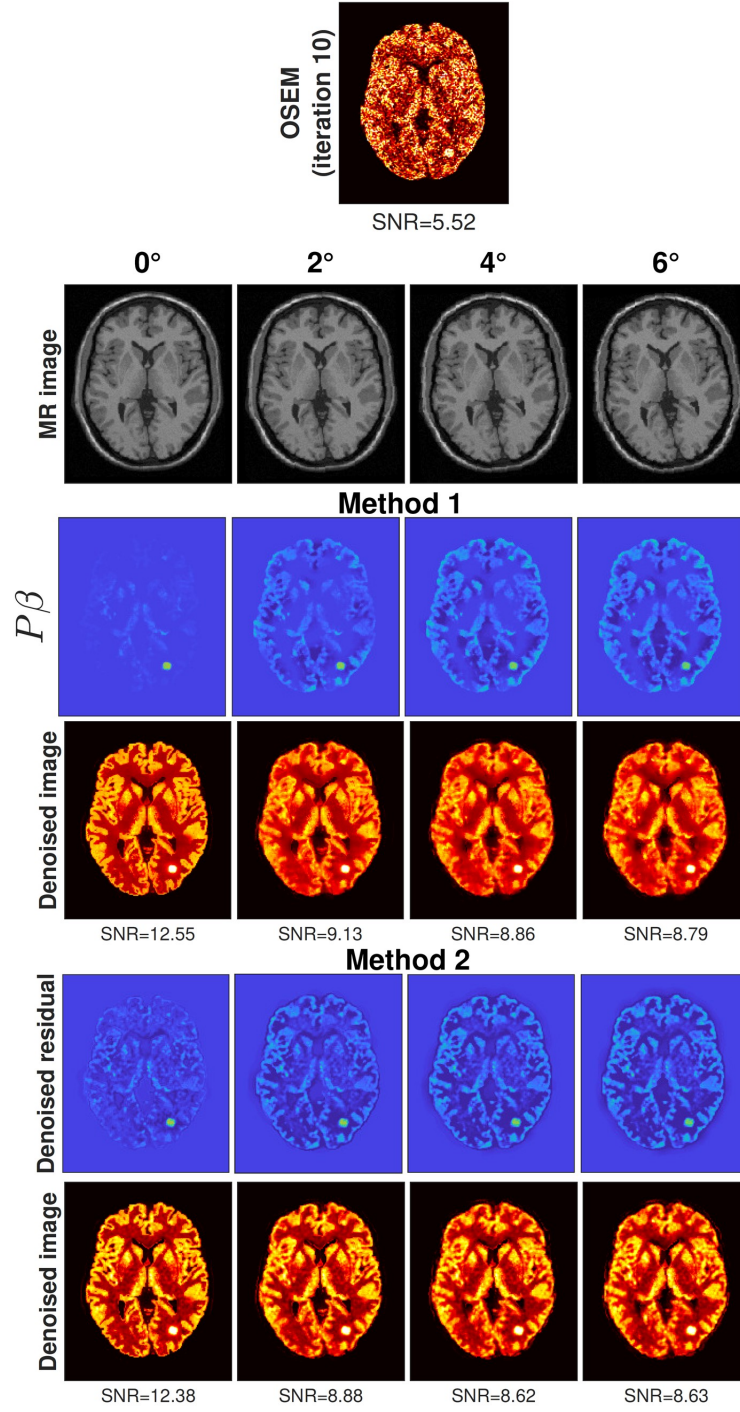 OSEM
(iteration 10)
SNR=5.52
0° 2° 4° 6°
MR image
Method 1
Pβ
Denoised image
SNR=12.55 SNR=9.13 SNR=8.86 SNR=8.79
Method 2
Denoised residual
Denoised image
SNR=12.38 SNR=8.88 SNR=8.62 SNR=8.63